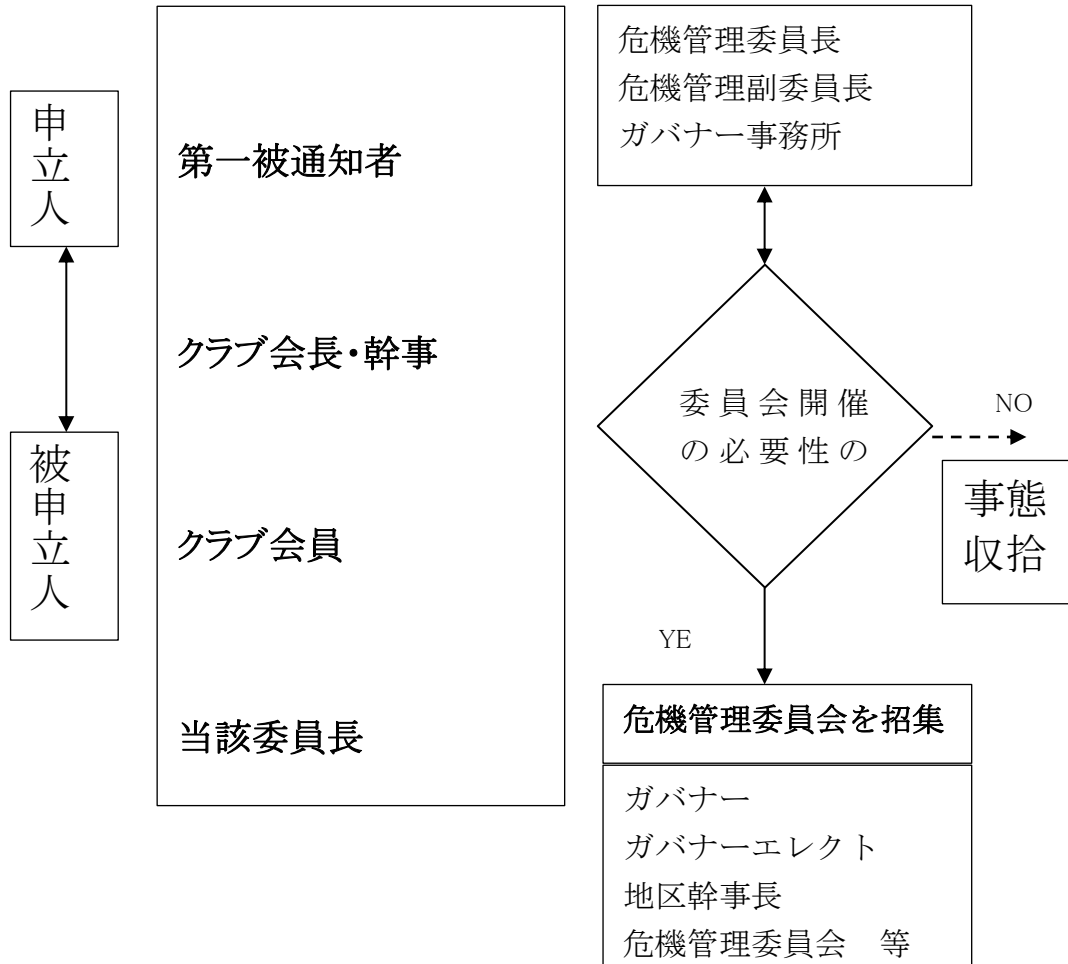 申立人
被申立人
第一被通知者
クラブ会長・幹事
クラブ会員
当該委員長
危機管理委員長
危機管理副委員長
ガバナー事務所
委員会開催
の必要性の
NO
事態
収拾
YE
危機管理委員会を招集
ガバナー
ガバナーエレクト
地区幹事長
危機管理委員会　等